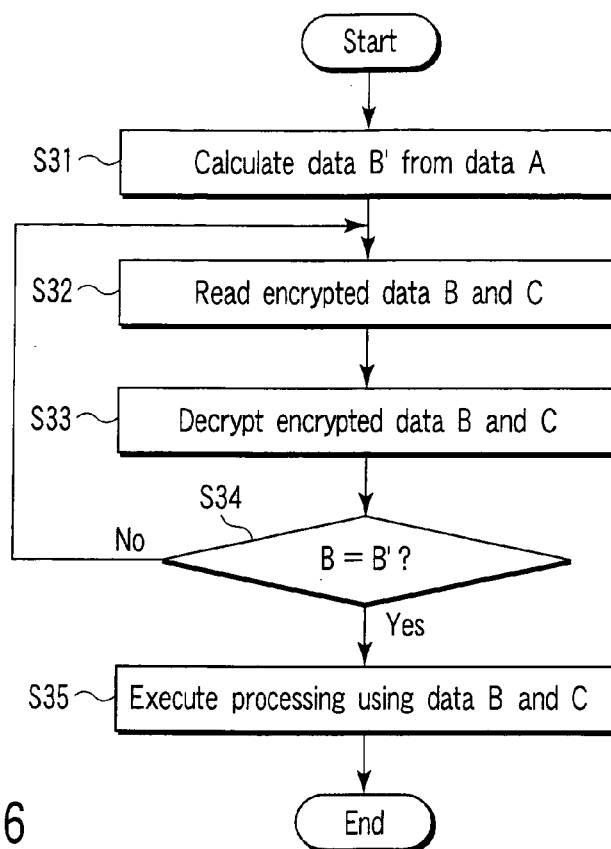 Start
S31 Calculate data B' from data A
S32 Read encrypted data B and C
S33 Decrypt encrypted data B and C
S34
No
B = B' ?
Yes
S35 Execute processing using data B and C
End
6